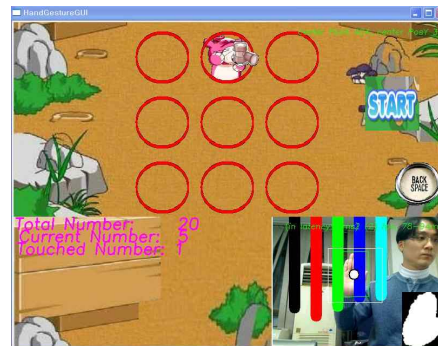 HandGestureGUI
START
BACK
SPACE
Total Number: 20
Current Number: 5
Touched Number: 1